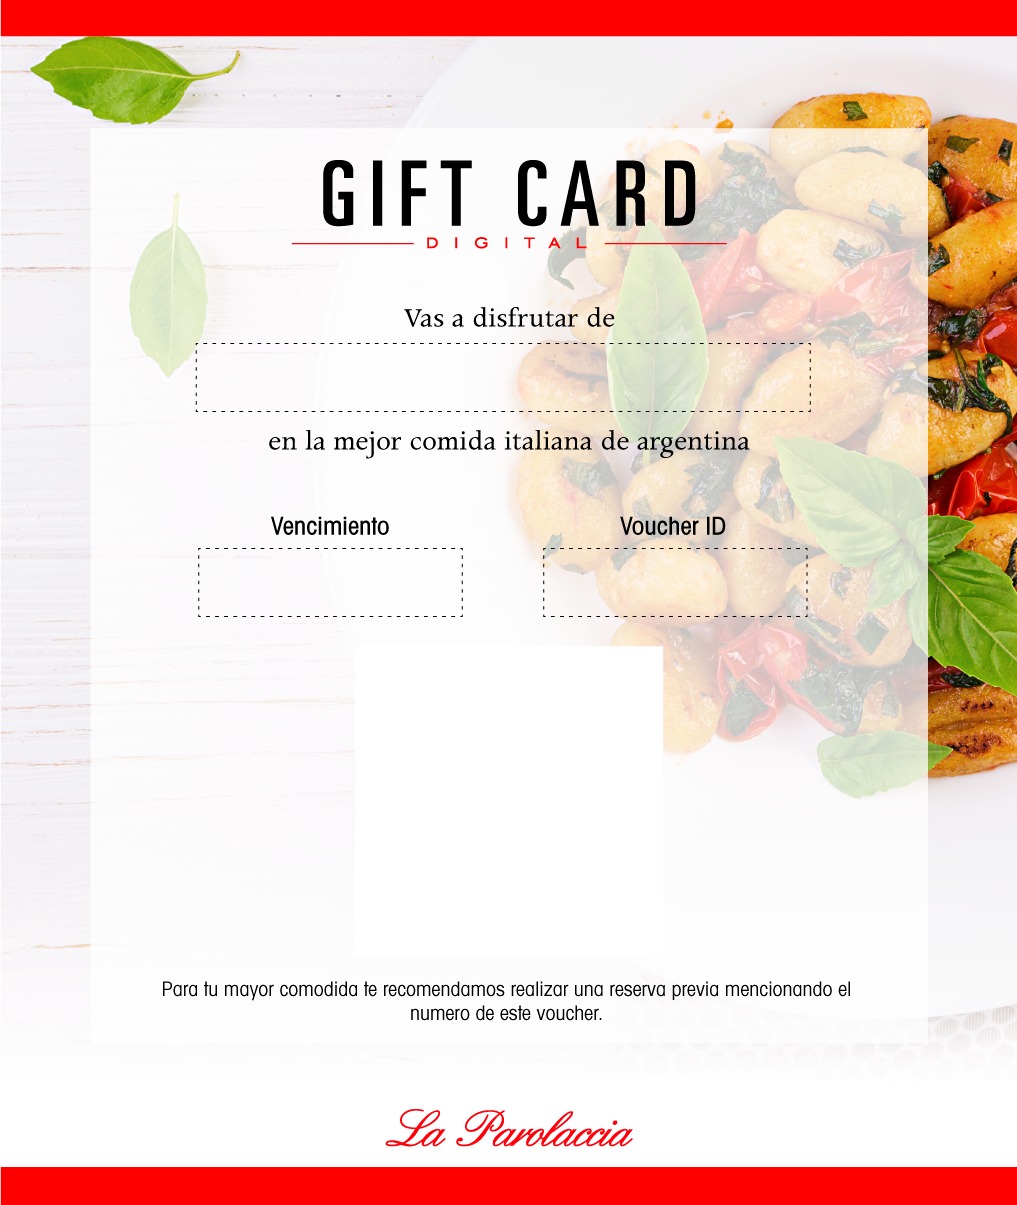 GIFT CARD
DIGITAL
Vas a disfrutar de
en la mejor comida italiana de argentina
Vencimiento
Voucher ID
Para tu mayor comodida te recomendamos realizar una reserva previa mencionando el
numero de este voucher.
La Parolaccia